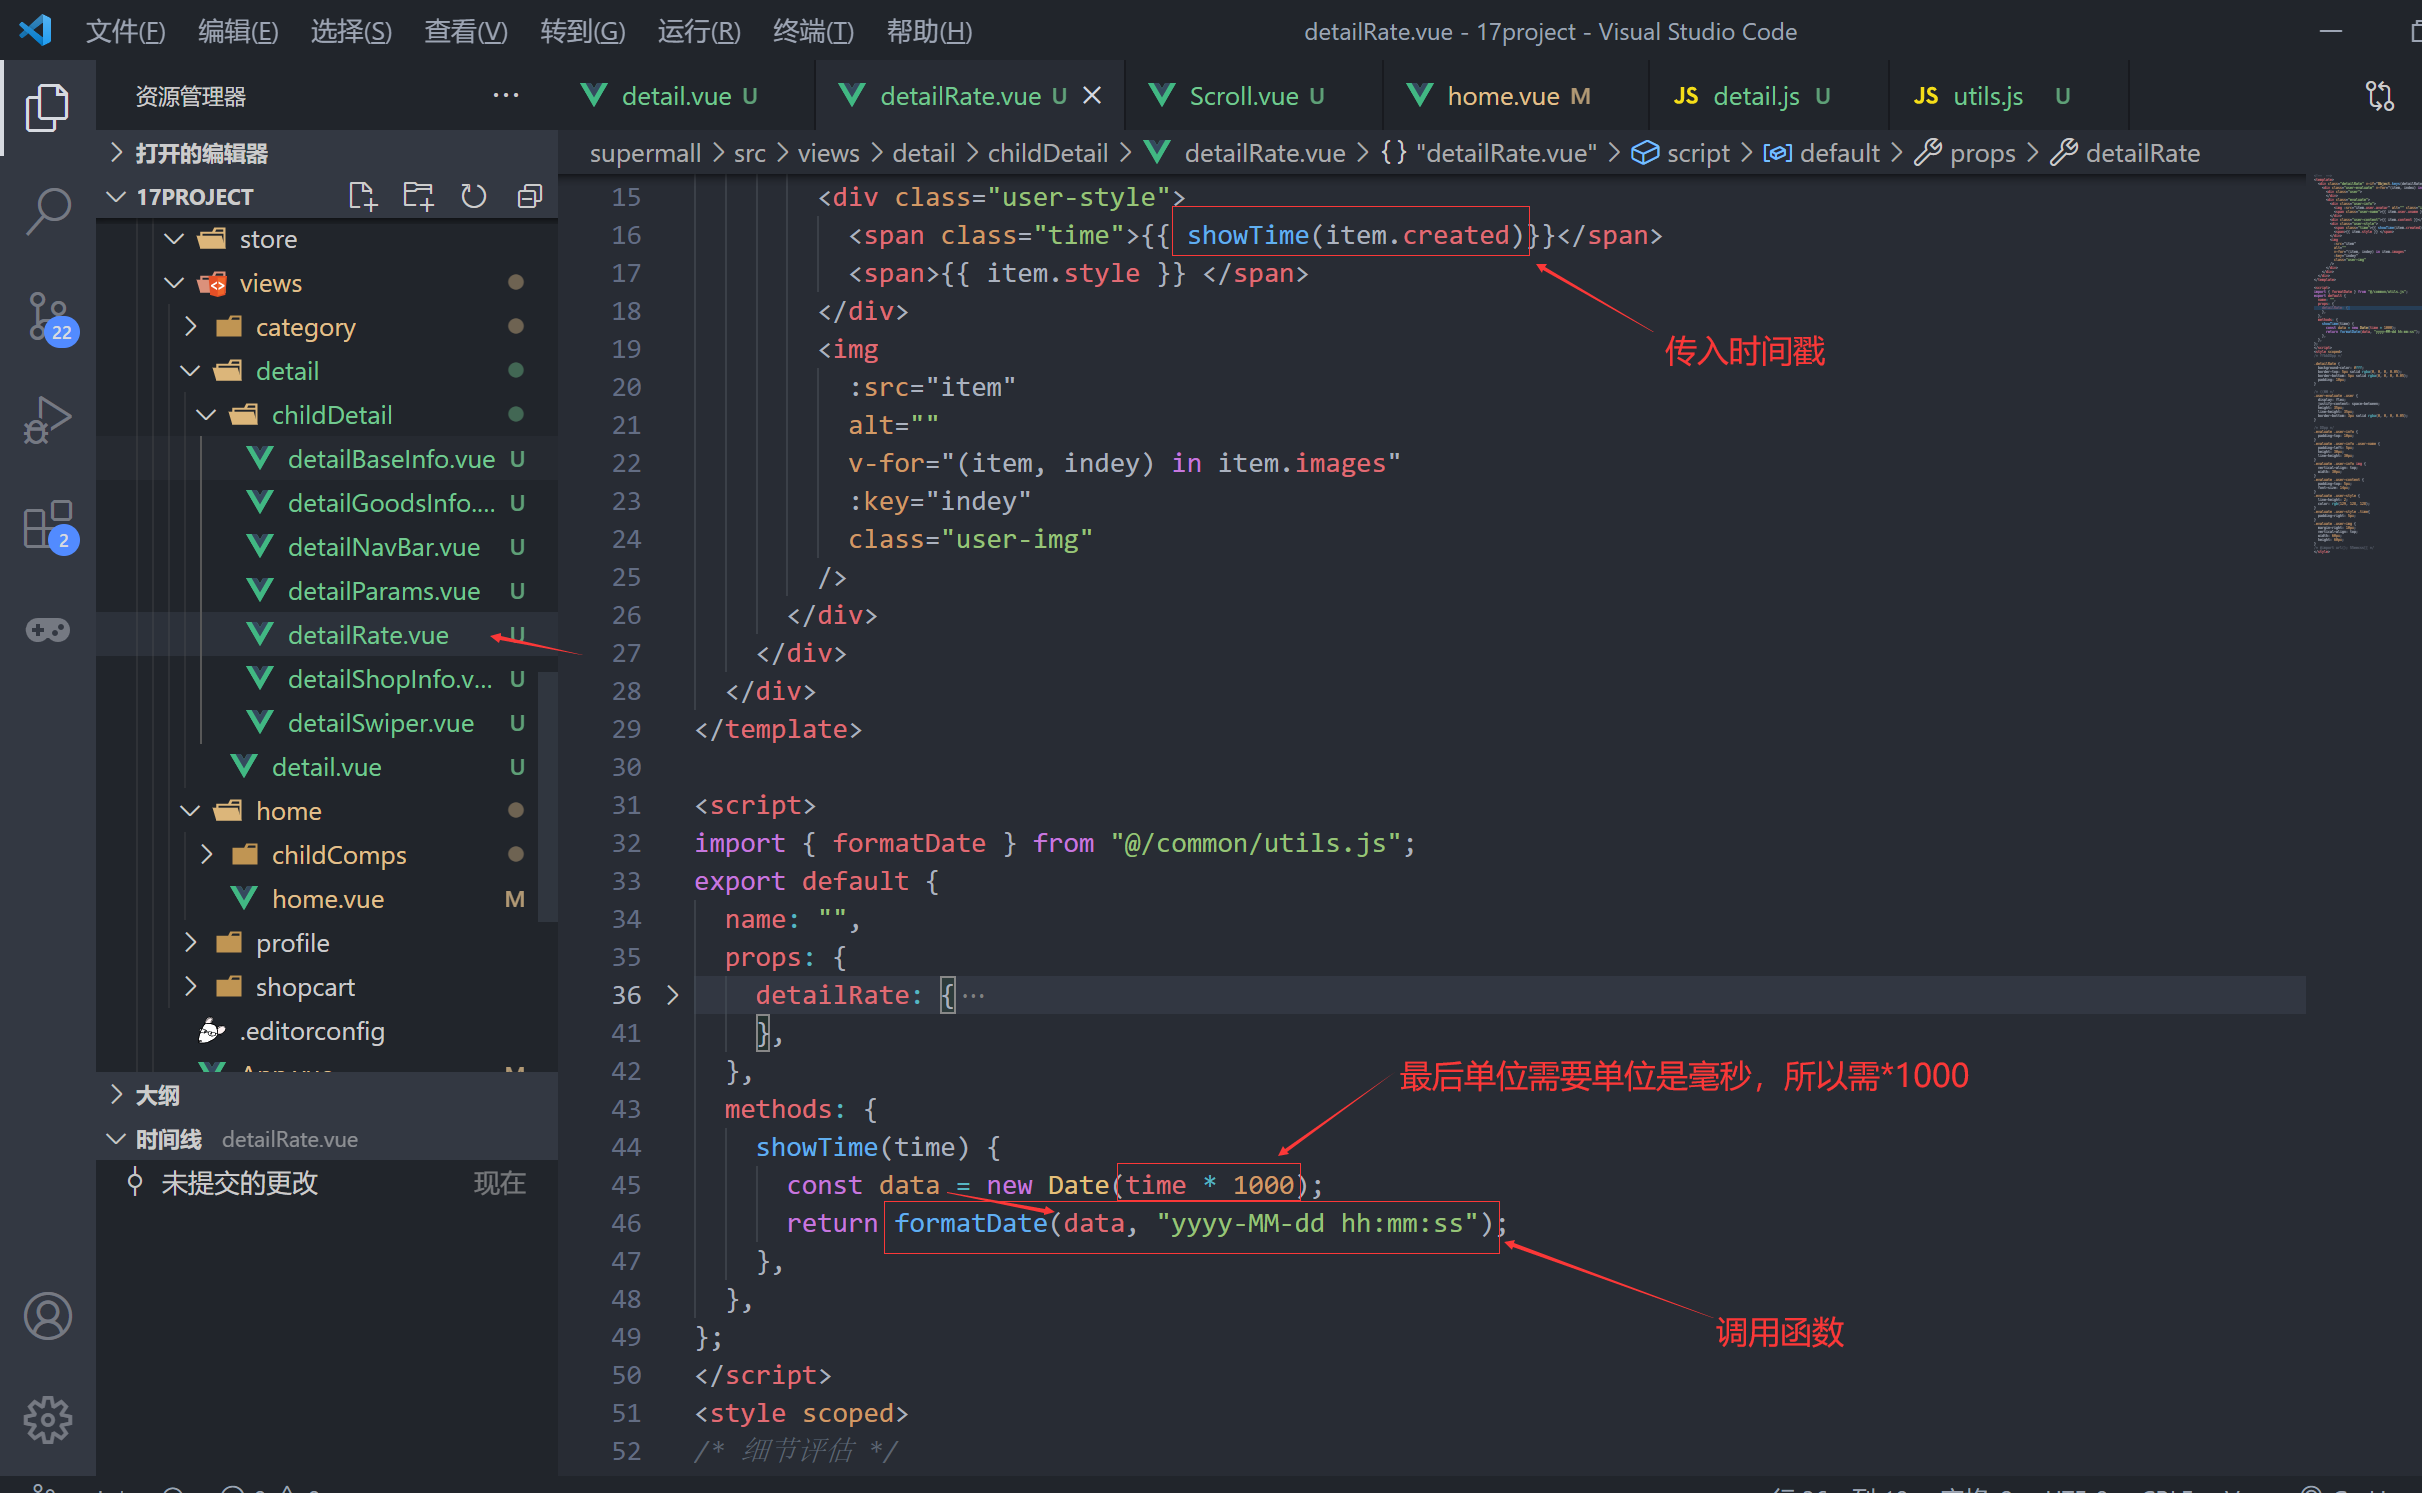 文件(F) 编辑(E) 选择(S) 查看(V) 转到(G) 运行(R) 终端(T) 帮助(H)
detailRate.vue - 17project - Visual Studio Code
资源管理器
打开的编辑器
17PROJECT
store
views
category
detail
childDetail
detailBaseInfo.vue U
detailGoodsInfo.... U
detailNavBar.vue U
detailParams.vue U
detailRate.vue U
detailShopInfo.v... U
detailSwiper.vue U
detail.vue U
home
childComps
home.vue M
profile
shopcart
.editorconfig
App.vue M
大纲
时间线 detailRate.vue
未提交的更改 现在
22
2
detail.vue U
detailRate.vue U
Scroll.vue U
home.vue M
JS detail.js U
JS utils.js U
supermall > src > views > detail > childDetail > detailRate.vue > {} "detailRate.vue" > script > default > props > detailRate
15 <div class="user-style">
16 <span class="time">{{ showTime(item.created)}}</span>
17 <span>{{ item.style }} </span>
18 </div>
19 <img
20 :src="item"
21 alt=""
22 v-for="(item, indey) in item.images"
23 :key="indey"
24 class="user-img"
25 />
26 </div>
27 </div>
28 </div>
29 </template>
30
31 <script>
32 import { formatDate } from "@/common/utils.js";
33 export default {
34 name: "",
35 props: {
36 detailRate: {···
41 },
42 },
43 methods: {
44 showTime(time) {
45 const data = new Date(time * 1000);
46 return formatDate(data, "yyyy-MM-dd hh:mm:ss");
47 },
48 },
49 };
50 </script>
51 <style scoped>
52 /* 细节评估 */
传入时间戳
最后单位需要单位是毫秒，所以需*1000
调用函数